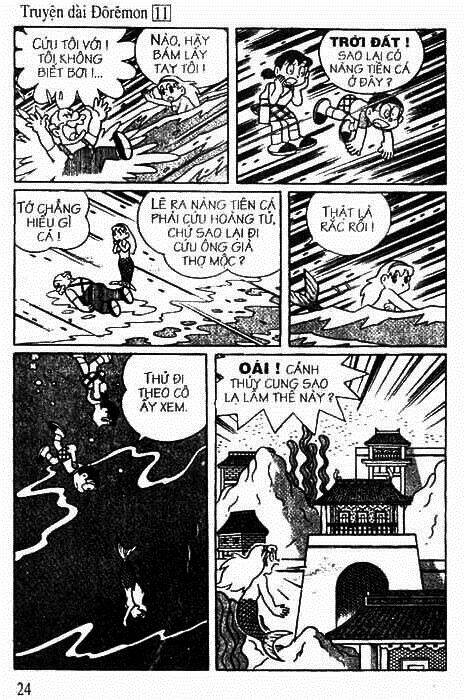 Truyện dài Đôrêmon 11
CỨU TÔI VỚI !
TÔI KHÔNG
BIẾT BƠI !...
NÀO, HÃY
BÁM LẤY
TAY TÔI !
TRỜI ĐẤT !
SAO LẠI CÓ
NÀNG TIÊN CÁ
Ở ĐÂY ?
TỚ CHẲNG
HIỂU GÌ
CẢ !
LẼ RA NÀNG TIÊN CÁ
PHẢI CỨU HOÀNG TỬ,
CHỨ SAO LẠI ĐI
CỨU ÔNG GIÀ
THỢ MỘC ?
THẬT LÀ
RẮC RỐI !
THỬ ĐI
THEO CÔ
ẤY XEM.
OÁI ! CẢNH
THỦY CUNG SAO
LẠ LÀM THẾ NÀY ?
24